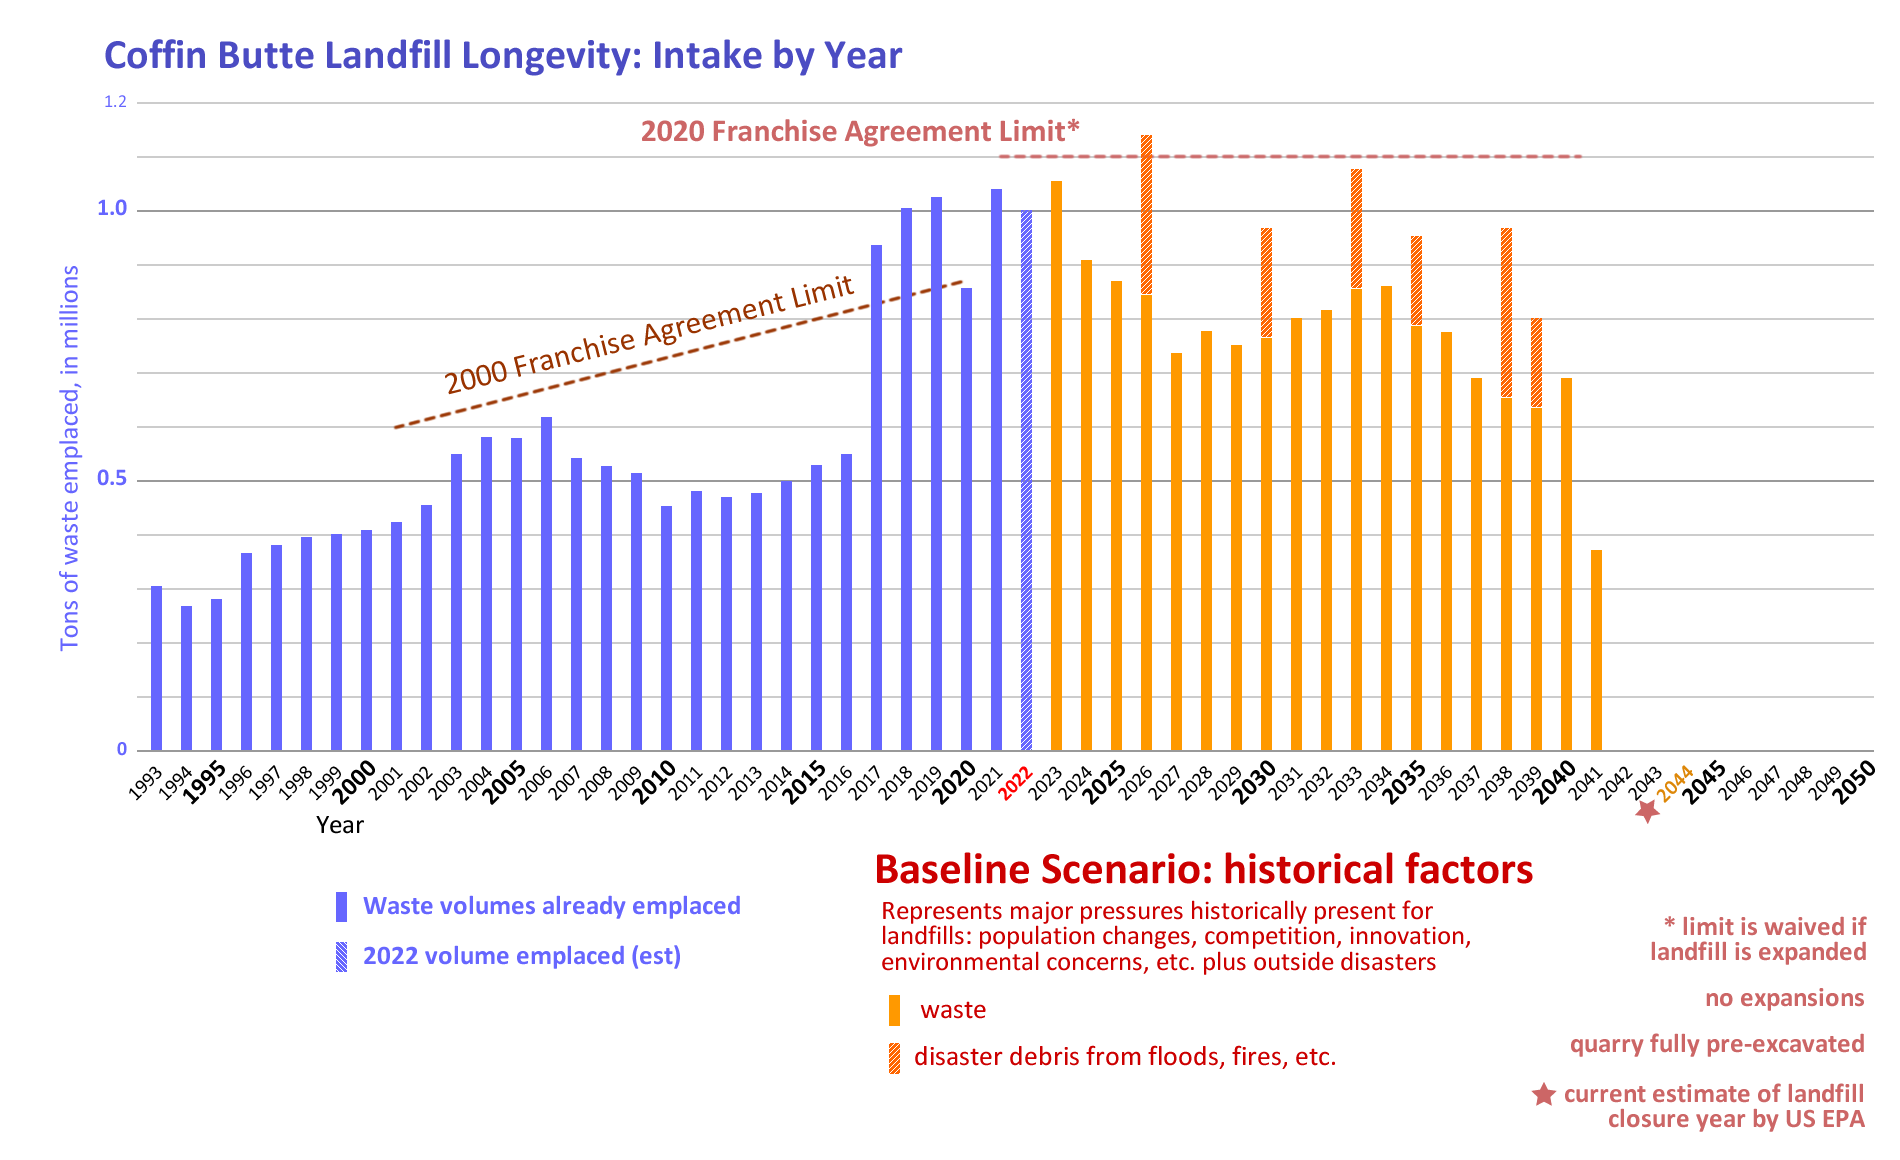 Coffin Butte Landfill Longevity: Intake by Year
1.2
2020 Franchise Agreement Limit*
1.0
2000 Franchise Agreement Limit
Tons of waste emplaced, in millions
0.5
0
1993 1994 1995 1996 1997 1998 1999 2000 2001 2002 2003 2004 2005 2006 2007 2008 2009 2010 2011 2012 2013 2014 2015 2016 2017 2018 2019 2020 2021 2022 2023 2024 2025 2026 2027 2028 2029 2030 2031 2032 2033 2034 2035 2036 2037 2038 2039 2040 2041 2042 2043 2044 2045 2046 2047 2048 2049 2050
Year
Waste volumes already emplaced
2022 volume emplaced (est)
Baseline Scenario: historical factors
Represents major pressures historically present for
landfills: population changes, competition, innovation,
environmental concerns, etc. plus outside disasters
waste
disaster debris from floods, fires, etc.
* limit is waived if
landfill is expanded
no expansions
quarry fully pre-excavated
current estimate of landfill
closure year by US EPA